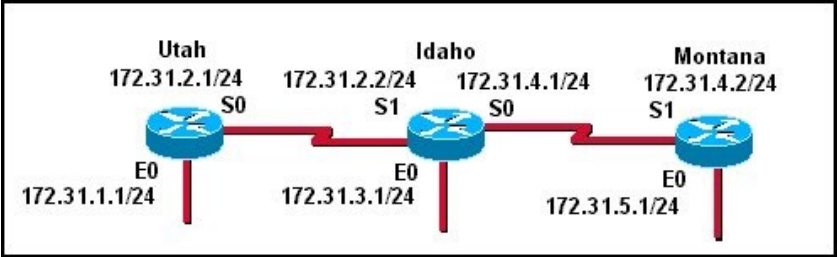 Utah
172.31.2.1/24
S0
E0
172.31.1.1/24
Idaho
172.31.2.2/24
172.31.4.1/24
S1
S0
E0
172.31.3.1/24
Montana
172.31.4.2/24
S1
E0
172.31.5.1/24